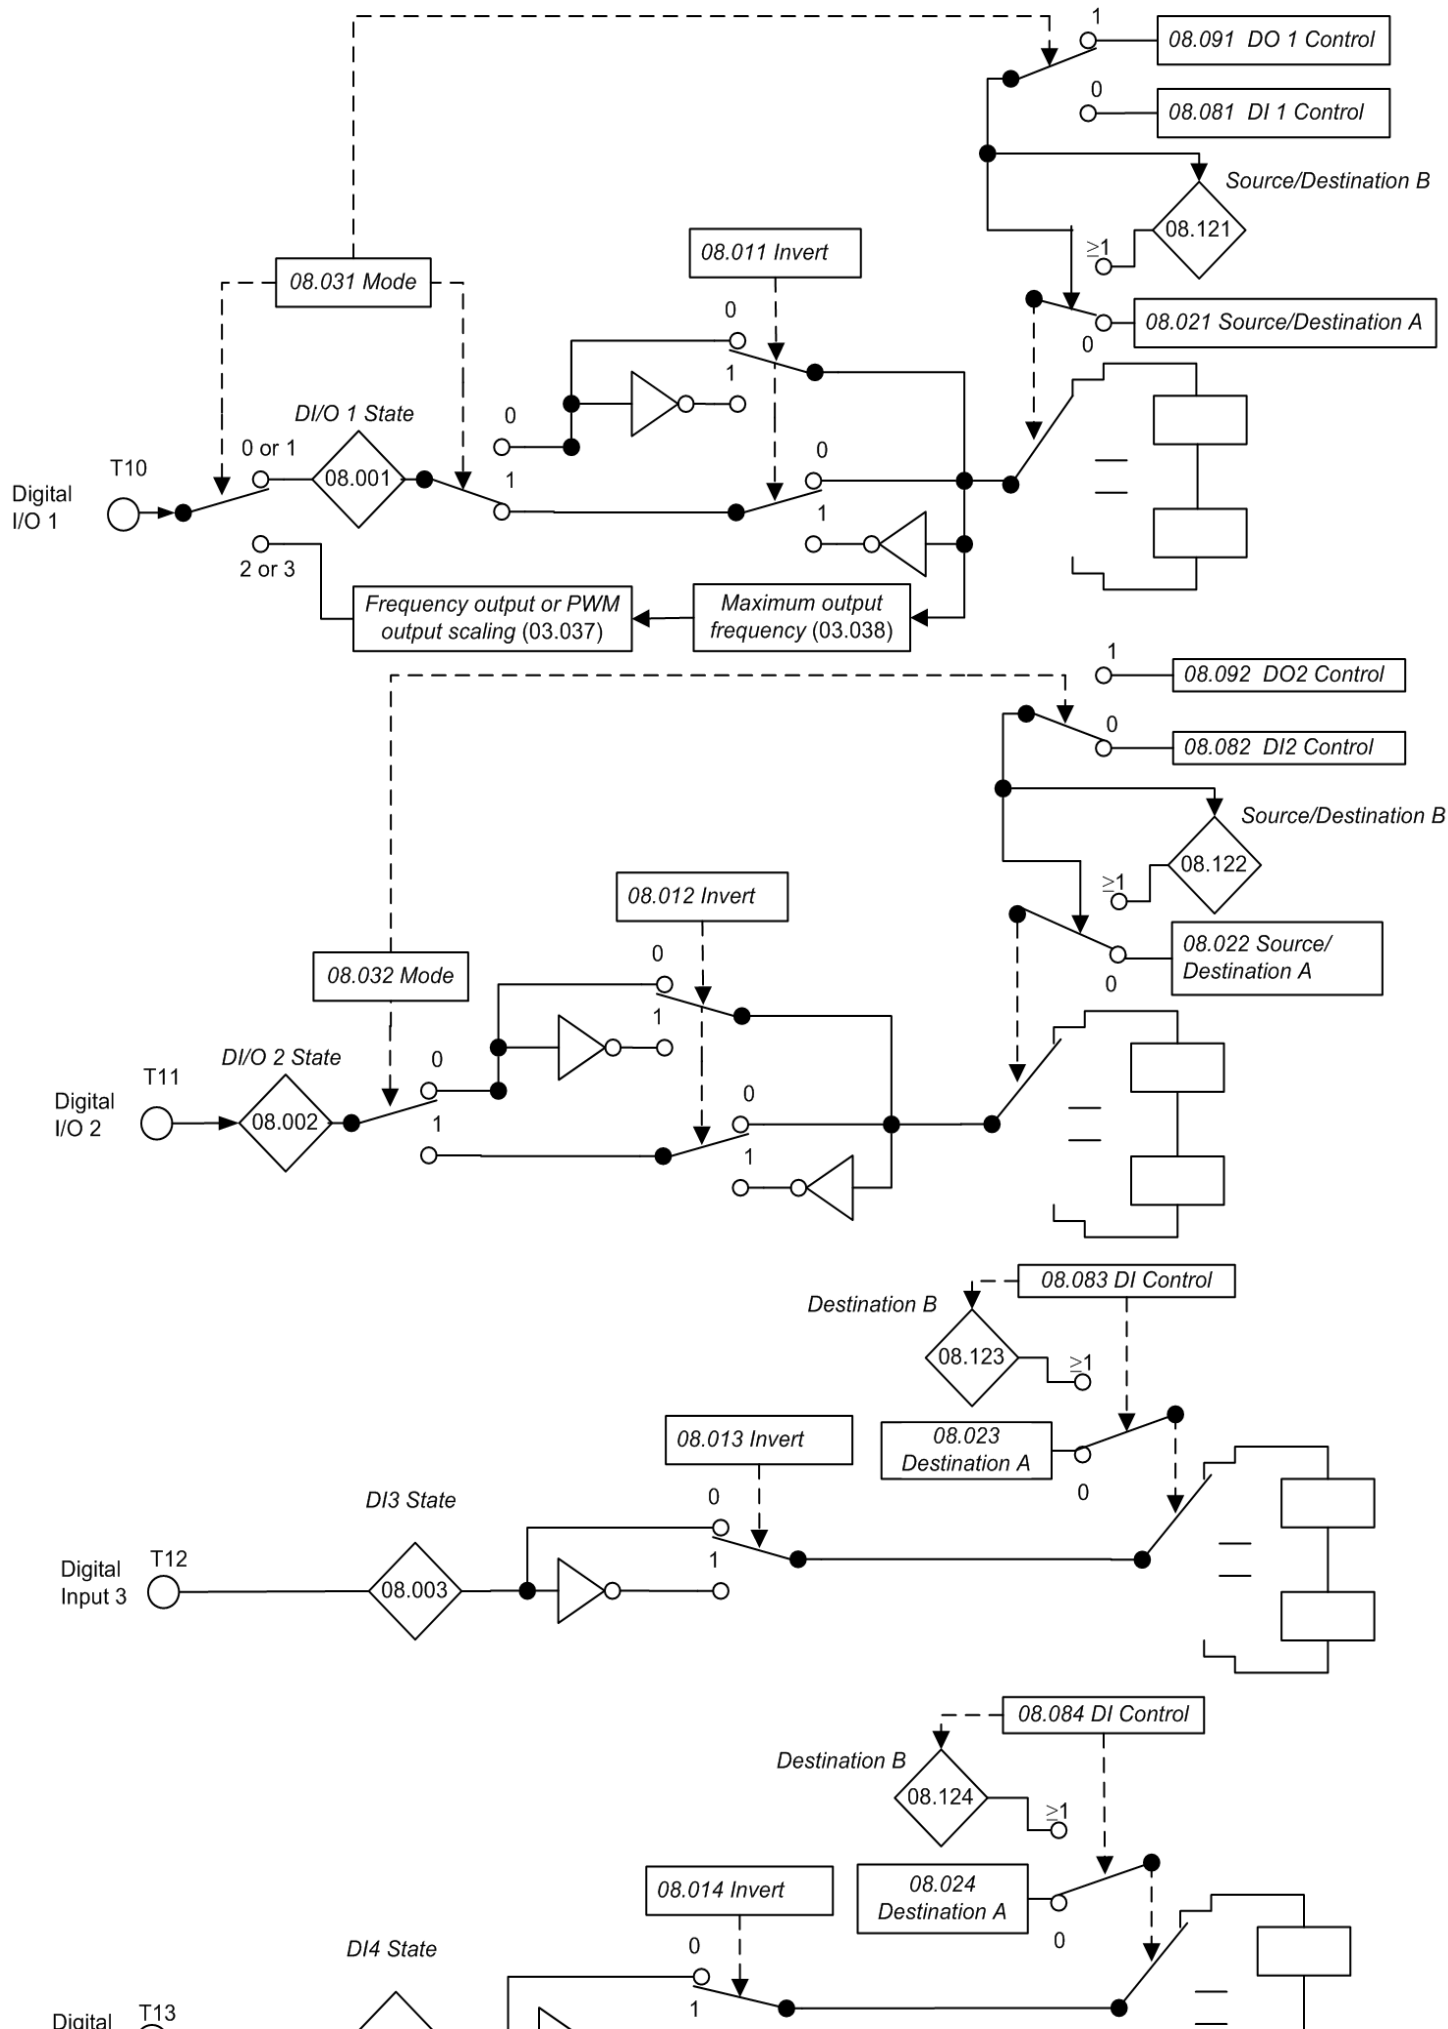 1
08.091 DO 1 Control
0
08.081 DI 1 Control
Source/Destination B
08.121
≥1
08.011 Invert
08.031 Mode
08.021 Source/Destination A
0
0
1
DI/O 1 State
0
0 or 1
0
T10
08.001
1
Digital
I/O 1
1
2 or 3
Frequency output or PWM
output scaling (03.037)
Maximum output
frequency (03.038)
1
08.092 DO2 Control
0
08.082 DI2 Control
Source/Destination B
08.122
≥1
08.012 Invert
08.022 Source/
Destination A
0
0
08.032 Mode
1
DI/O 2 State
0
T11
0
Digital
I/O 2
08.002
1
1
08.083 DI Control
Destination B
08.123
≥1
08.013 Invert
08.023
Destination A
0
0
DI3 State
1
T12
Digital
Input 3
08.003
08.084 DI Control
Destination B
08.124
≥1
08.014 Invert
08.024
Destination A
0
0
DI4 State
1
T13
Digital